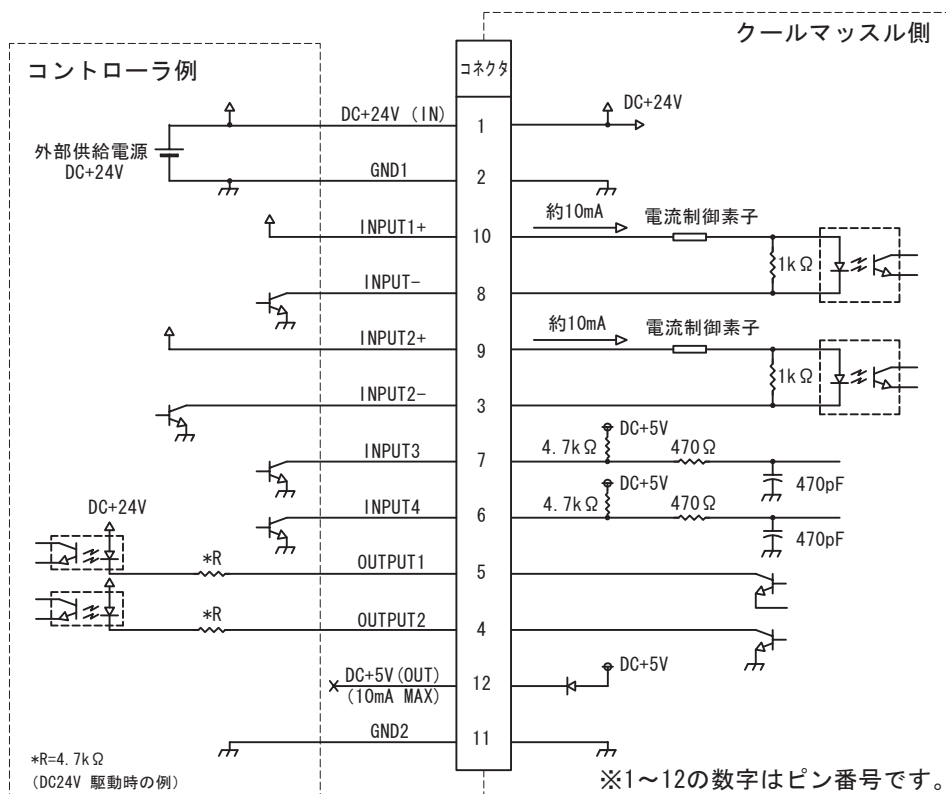 クールマッスル側
コントローラ例
コネクタ
DC+24V (IN)
1
DC+24V
外部供給電源
DC+24V
GND1
2
INPUT1+
10
約10mA
電流制御素子
1kΩ
INPUT-
8
INPUT2+
9
約10mA
電流制御素子
1kΩ
INPUT2-
3
INPUT3
7
DC+5V
4.7kΩ
470Ω
470pF
INPUT4
6
DC+5V
4.7kΩ
470Ω
470pF
DC+24V
*R
OUTPUT1
5
*R
OUTPUT2
4
DC+5V(OUT)
(10mA MAX)
12
DC+5V
GND2
11
*R=4.7kΩ
(DC24V 駆動時の例)
※1～12の数字はピン番号です。